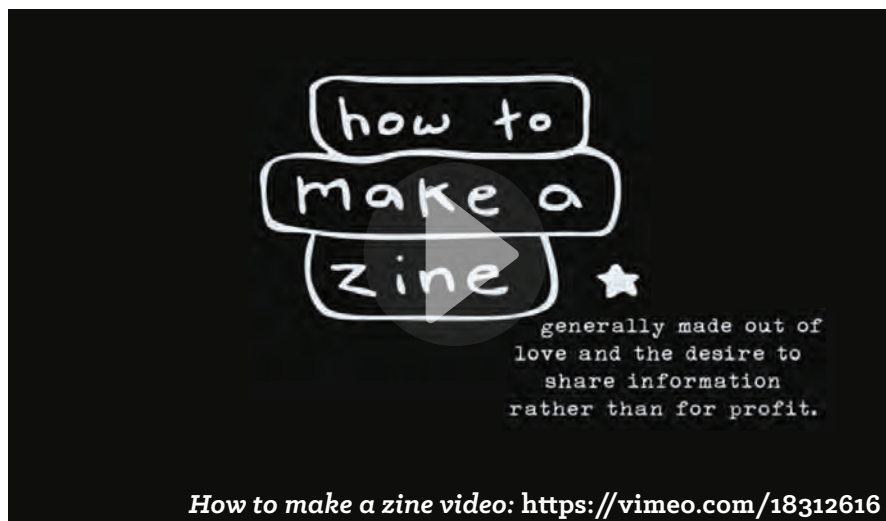 how to
make a
zine
generally made out of
love and the desire to
share information
rather than for profit.
How to make a zine video: https://vimeo.com/18312616